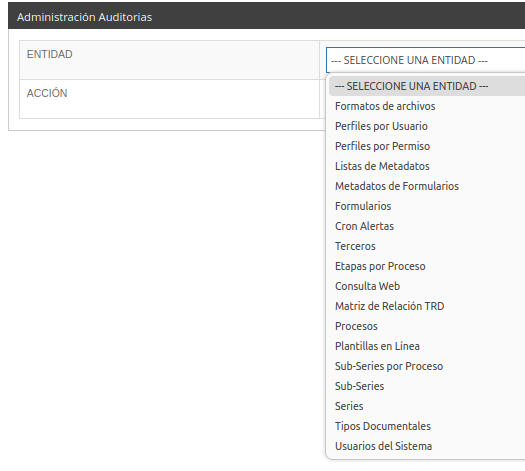 Administración Auditorias
ENTIDAD
--- SELECCIONE UNA ENTIDAD ---
ACCIÓN
--- SELECCIONE UNA ENTIDAD ---
Formatos de archivos
Perfiles por Usuario
Perfiles por Permiso
Listas de Metadatos
Metadatos de Formularios
Formularios
Cron Alertas
Terceros
Etapas por Proceso
Consulta Web
Matriz de Relación TRD
Procesos
Plantillas en Línea
Sub-Series por Proceso
Sub-Series
Series
Tipos Documentales
Usuarios del Sistema